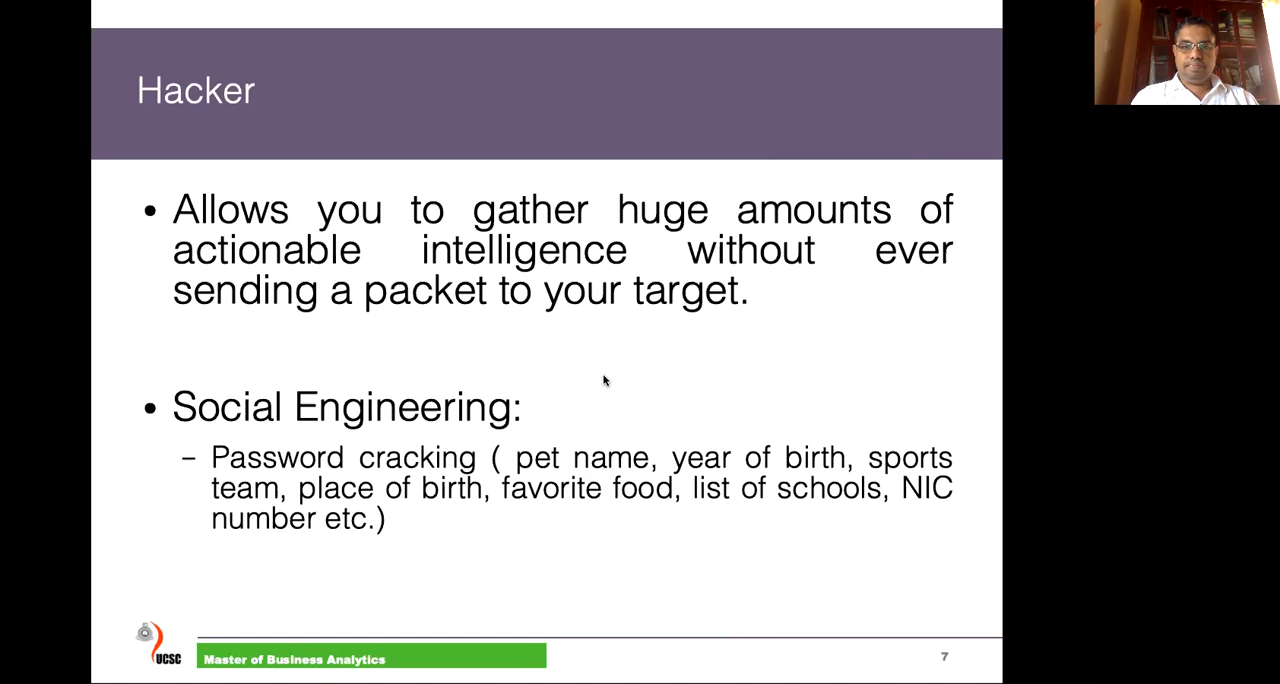 Hacker
• Allows you to gather huge amounts of
actionable intelligence without ever
sending a packet to your target.
• Social Engineering:
– Password cracking ( pet name, year of birth, sports
team, place of birth, favorite food, list of schools, NIC
number etc.)
UCSC
Master of Business Analytics
7